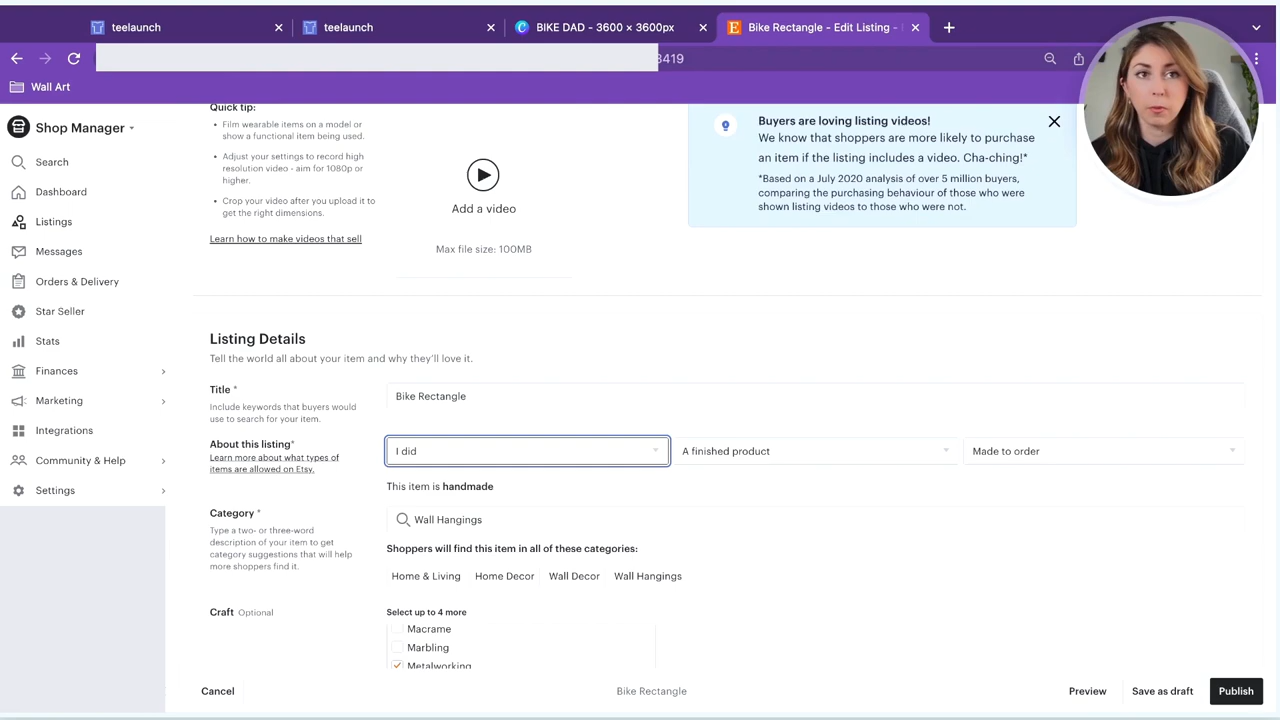 teelaunch
teelaunch
BIKE DAD - 3600 × 3600px
Bike Rectangle - Edit Listing -
3419
Wall Art
Shop Manager
Search
Dashboard
Listings
Messages
Orders & Delivery
Star Seller
Stats
Finances
Marketing
Integrations
Community & Help
Settings
Quick tip:
• Film wearable items on a model or
show a functional item being used.
• Adjust your settings to record high
resolution video - aim for 1080p or
higher.
• Crop your video after you upload it to
get the right dimensions.
Learn how to make videos that sell
Add a video
Max file size: 100MB
Buyers are loving listing videos!
We know that shoppers are more likely to purchase
an item if the listing includes a video. Cha-ching!*
*Based on a July 2020 analysis of over 5 million buyers,
comparing the purchasing behaviour of those who were
shown listing videos to those who were not.
Listing Details
Tell the world all about your item and why they'll love it.
Title *
Include keywords that buyers would
use to search for your item.
Bike Rectangle
About this listing*
Learn more about what types of
items are allowed on Etsy.
I did
A finished product
Made to order
This item is handmade
Category *
Type a two- or three-word
description of your item to get
category suggestions that will help
more shoppers find it.
Wall Hangings
Shoppers will find this item in all of these categories:
Home & Living Home Decor Wall Decor Wall Hangings
Craft Optional
Select up to 4 more
Macrame
Marbling
Metalworking
Cancel
Bike Rectangle
Preview
Save as draft
Publish